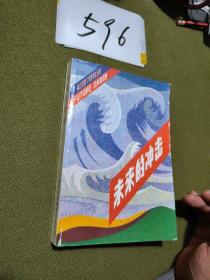 596
ALVIN TOFFLER
FUTURE SHOCK
未来的冲击